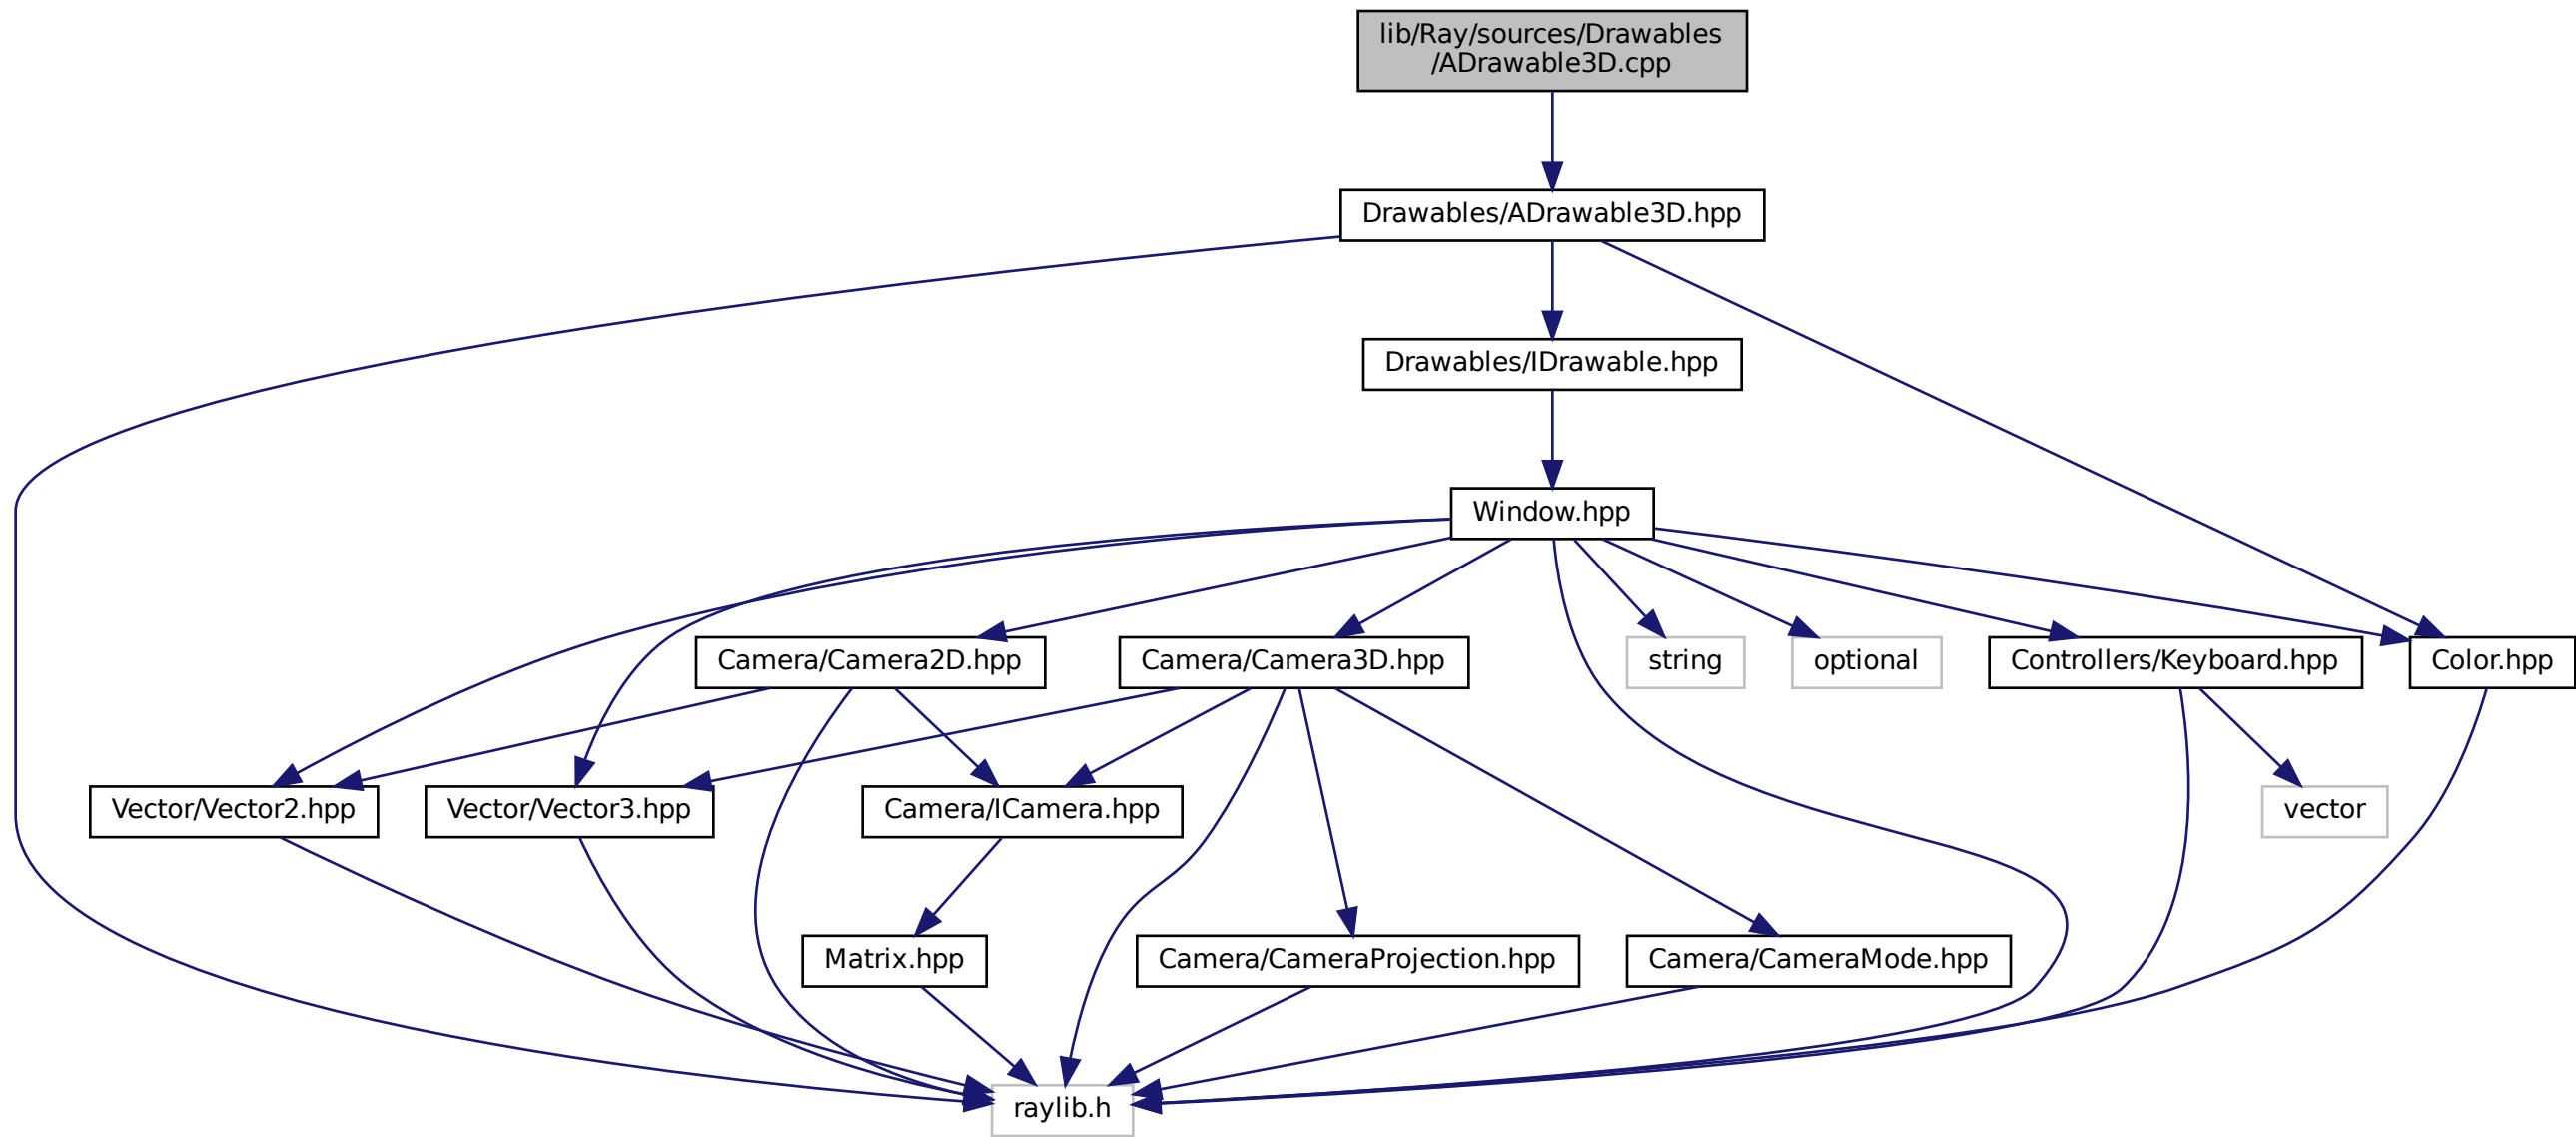 lib/Ray/sources/Drawables
/ADrawable3D.cpp
Drawables/ADrawable3D.hpp
Drawables/IDrawable.hpp
Window.hpp
Camera/Camera2D.hpp
Camera/Camera3D.hpp
string
optional
Controllers/Keyboard.hpp
Color.hpp
Vector/Vector2.hpp
Vector/Vector3.hpp
Camera/ICamera.hpp
vector
Matrix.hpp
Camera/CameraProjection.hpp
Camera/CameraMode.hpp
raylib.h